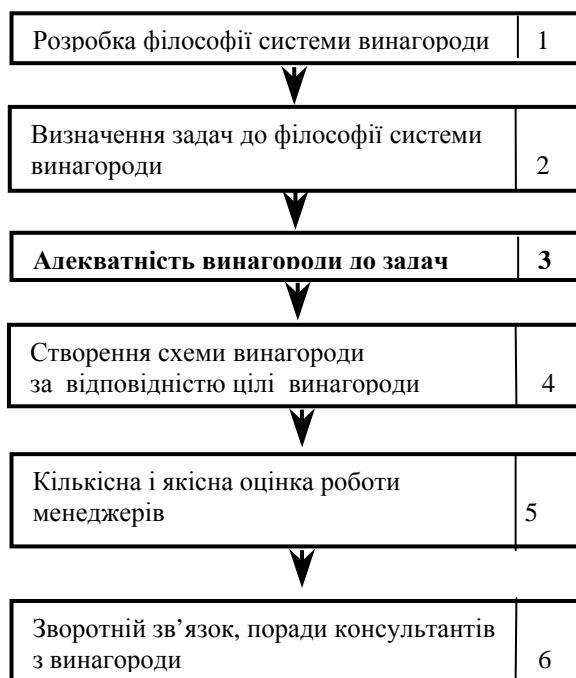 Розробка філософії системи винагороди 1
Визначення задач до філософії системи
винагороди 2
Адекватність винагороди до задач 3
Створення схеми винагороди
за відповідністю цілі винагороди 4
Кількісна і якісна оцінка роботи
менеджерів 5
Зворотній зв’язок, поради консультантів
з винагороди 6